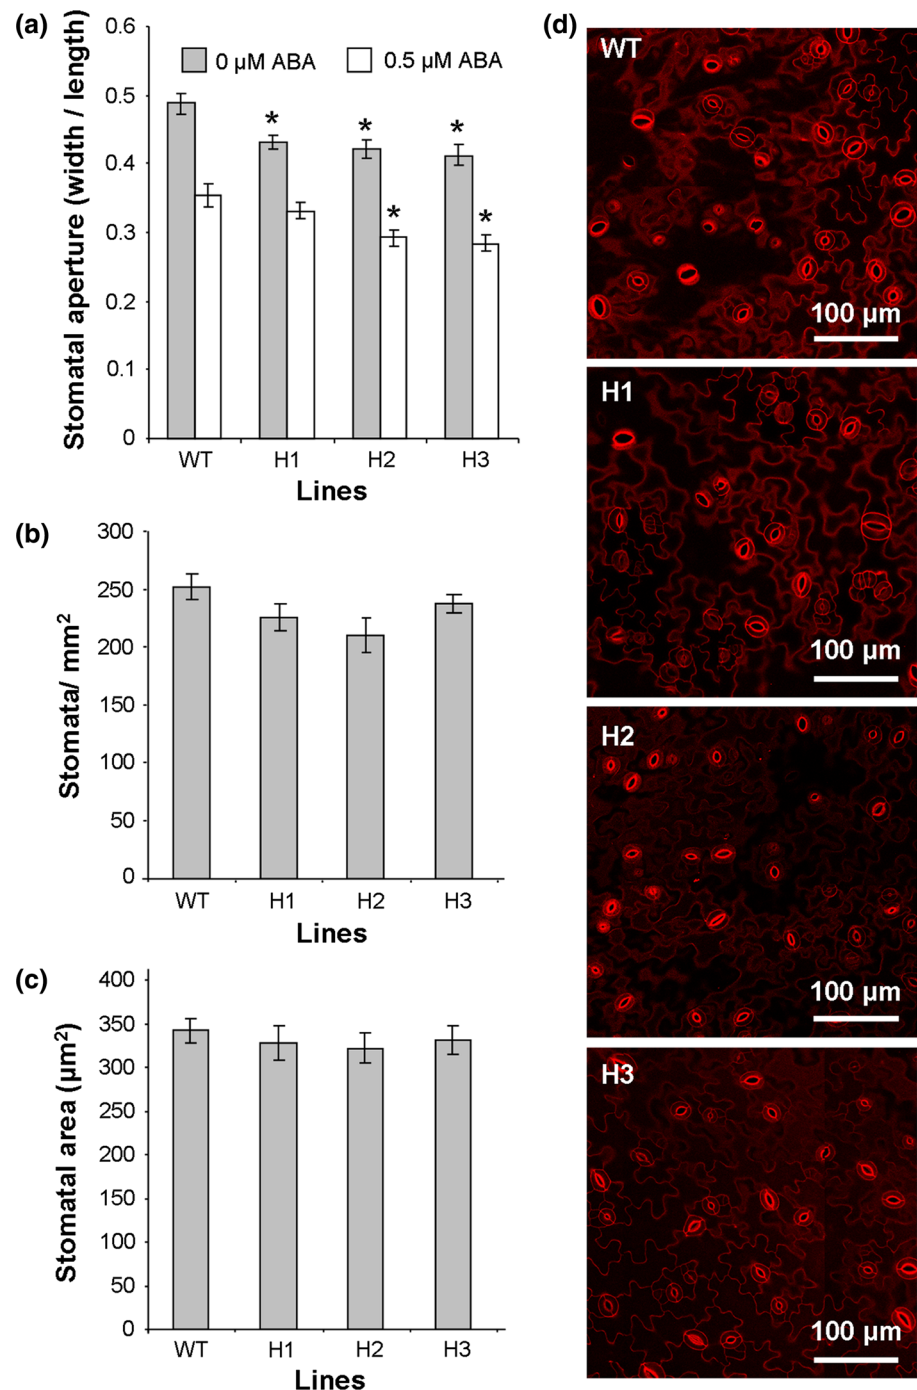 (a)
0.6
0.5
0.4
0.3
0.2
0.1
0
Stomatal aperture (width / length)
0 µM ABA
0.5 µM ABA
* * *
* *
WT H1 H2 H3
Lines
(b)
300
250
200
150
100
50
0
Stomata/ mm²
WT H1 H2 H3
Lines
(c)
400
350
300
250
200
150
100
50
0
Stomatal area (µm²)
WT H1 H2 H3
Lines
(d)
WT
100 µm
H1
100 µm
H2
100 µm
H3
100 µm